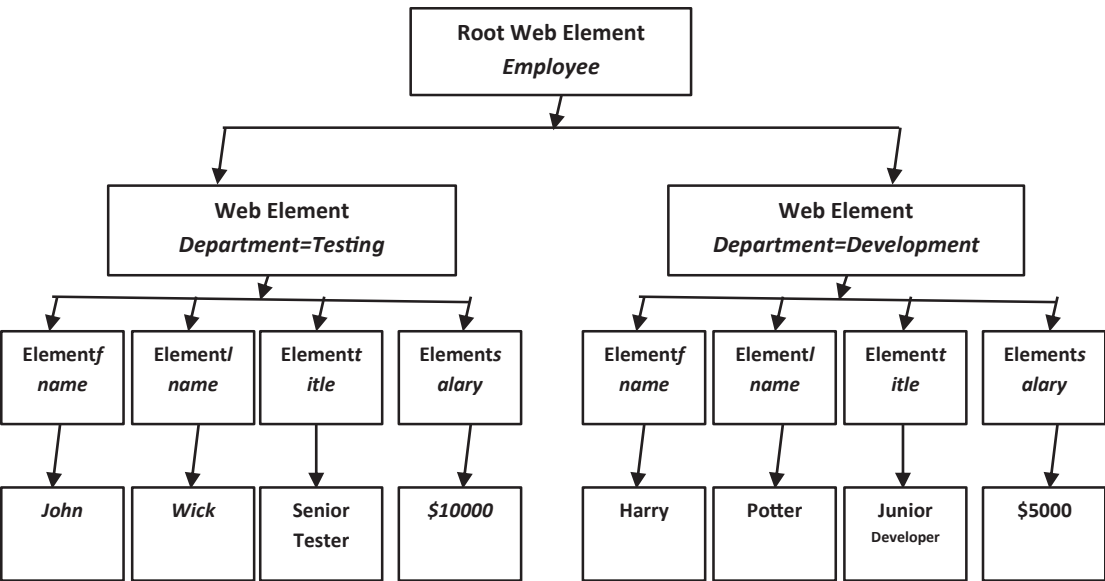 Root Web Element
Employee
Web Element
Department=Testing
Web Element
Department=Development
Elementf
name
Elementl
name
Elementt
itle
Elements
alary
Elementf
name
Elementl
name
Elementt
itle
Elements
alary
John
Wick
Senior
Tester
$10000
Harry
Potter
Junior
Developer
$5000